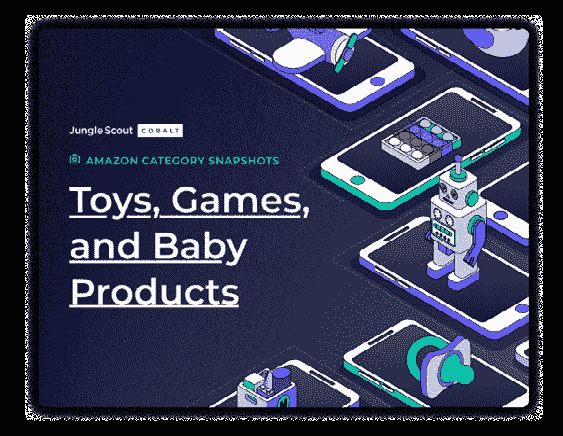 Jungle Scout COBALT
AMAZON CATEGORY SNAPSHOTS
Toys, Games,
and Baby
Products